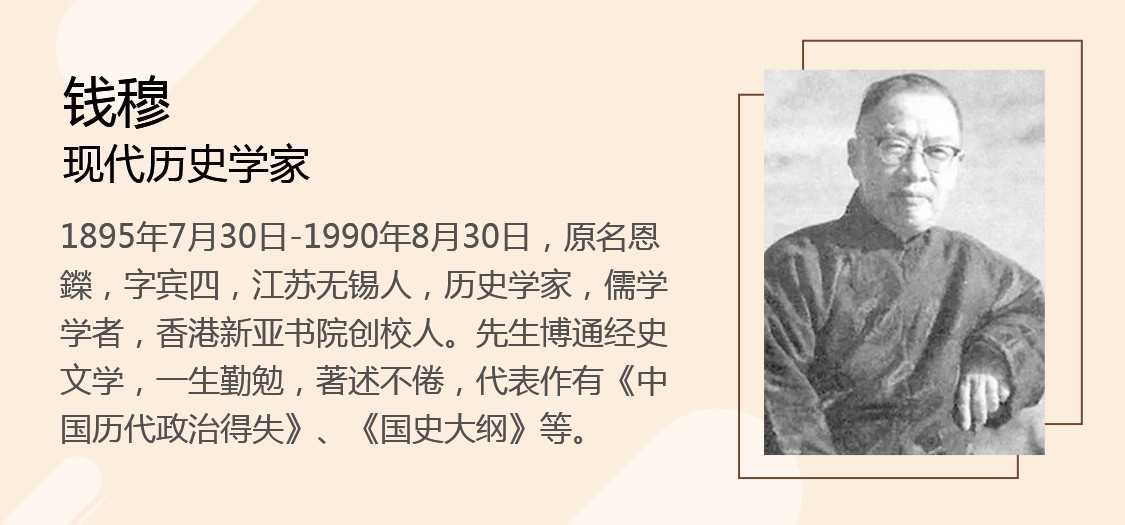 钱穆
现代历史学家
1895年7月30日-1990年8月30日，原名恩
鑅，字宾四，江苏无锡人，历史学家，儒学
学者，香港新亚书院创校人。先生博通经史
文学，一生勤勉，著述不倦，代表作有《中
国历代政治得失》、《国史大纲》等。